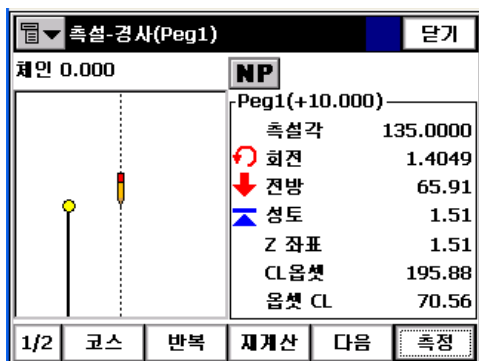 측설-경사(Peg1) 닫기
체인 0.000 NP
Peg1(+10.000)
측설각 135.0000
회전 1.4049
전방 65.91
성토 1.51
Z 좌표 1.51
CL옵셋 195.88
옵셋 CL 70.56
1/2 코스 반복 재계산 다음 측정